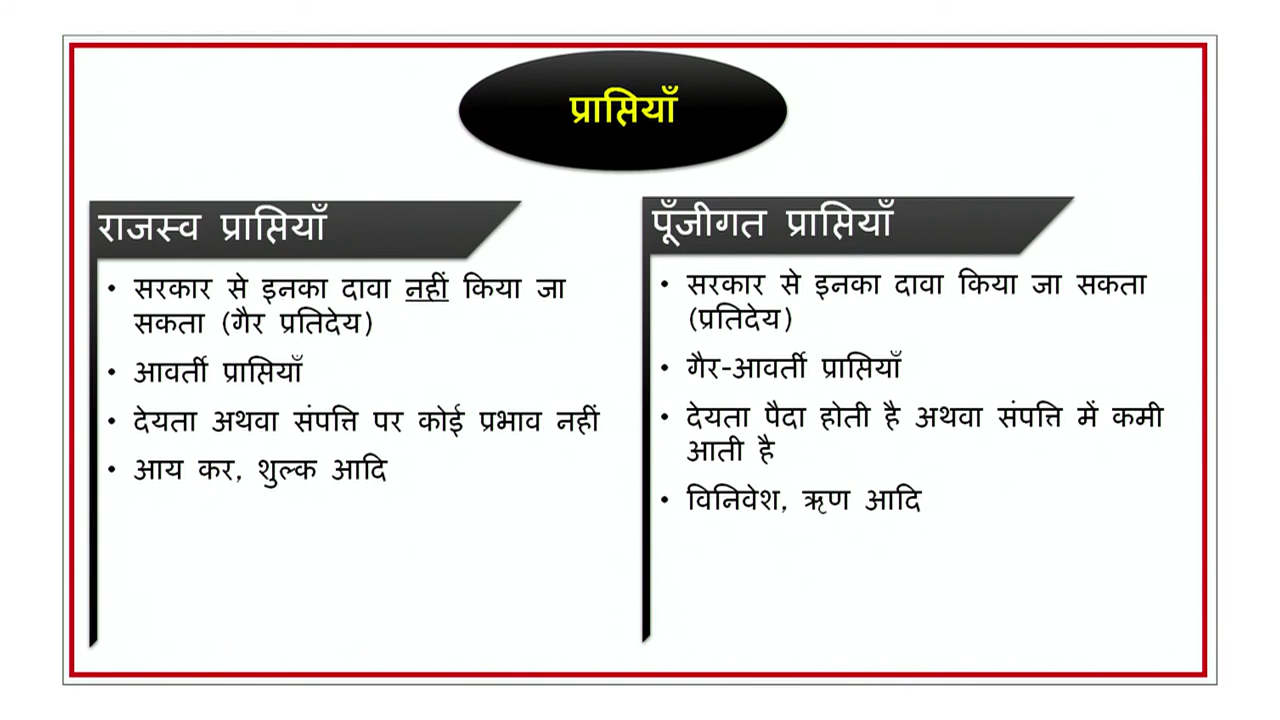 प्राप्तियाँ
राजस्व प्राप्तियाँ
• सरकार से इनका दावा नहीं किया जा
सकता (गैर प्रतिदेय)
• आवर्ती प्राप्तियाँ
• देयता अथवा संपत्ति पर कोई प्रभाव नहीं
• आय कर, शुल्क आदि
पूँजीगत प्राप्तियाँ
• सरकार से इनका दावा किया जा सकता
(प्रतिदेय)
• गैर-आवर्ती प्राप्तियाँ
• देयता पैदा होती है अथवा संपत्ति में कमी
आती है
• विनिवेश, ऋण आदि